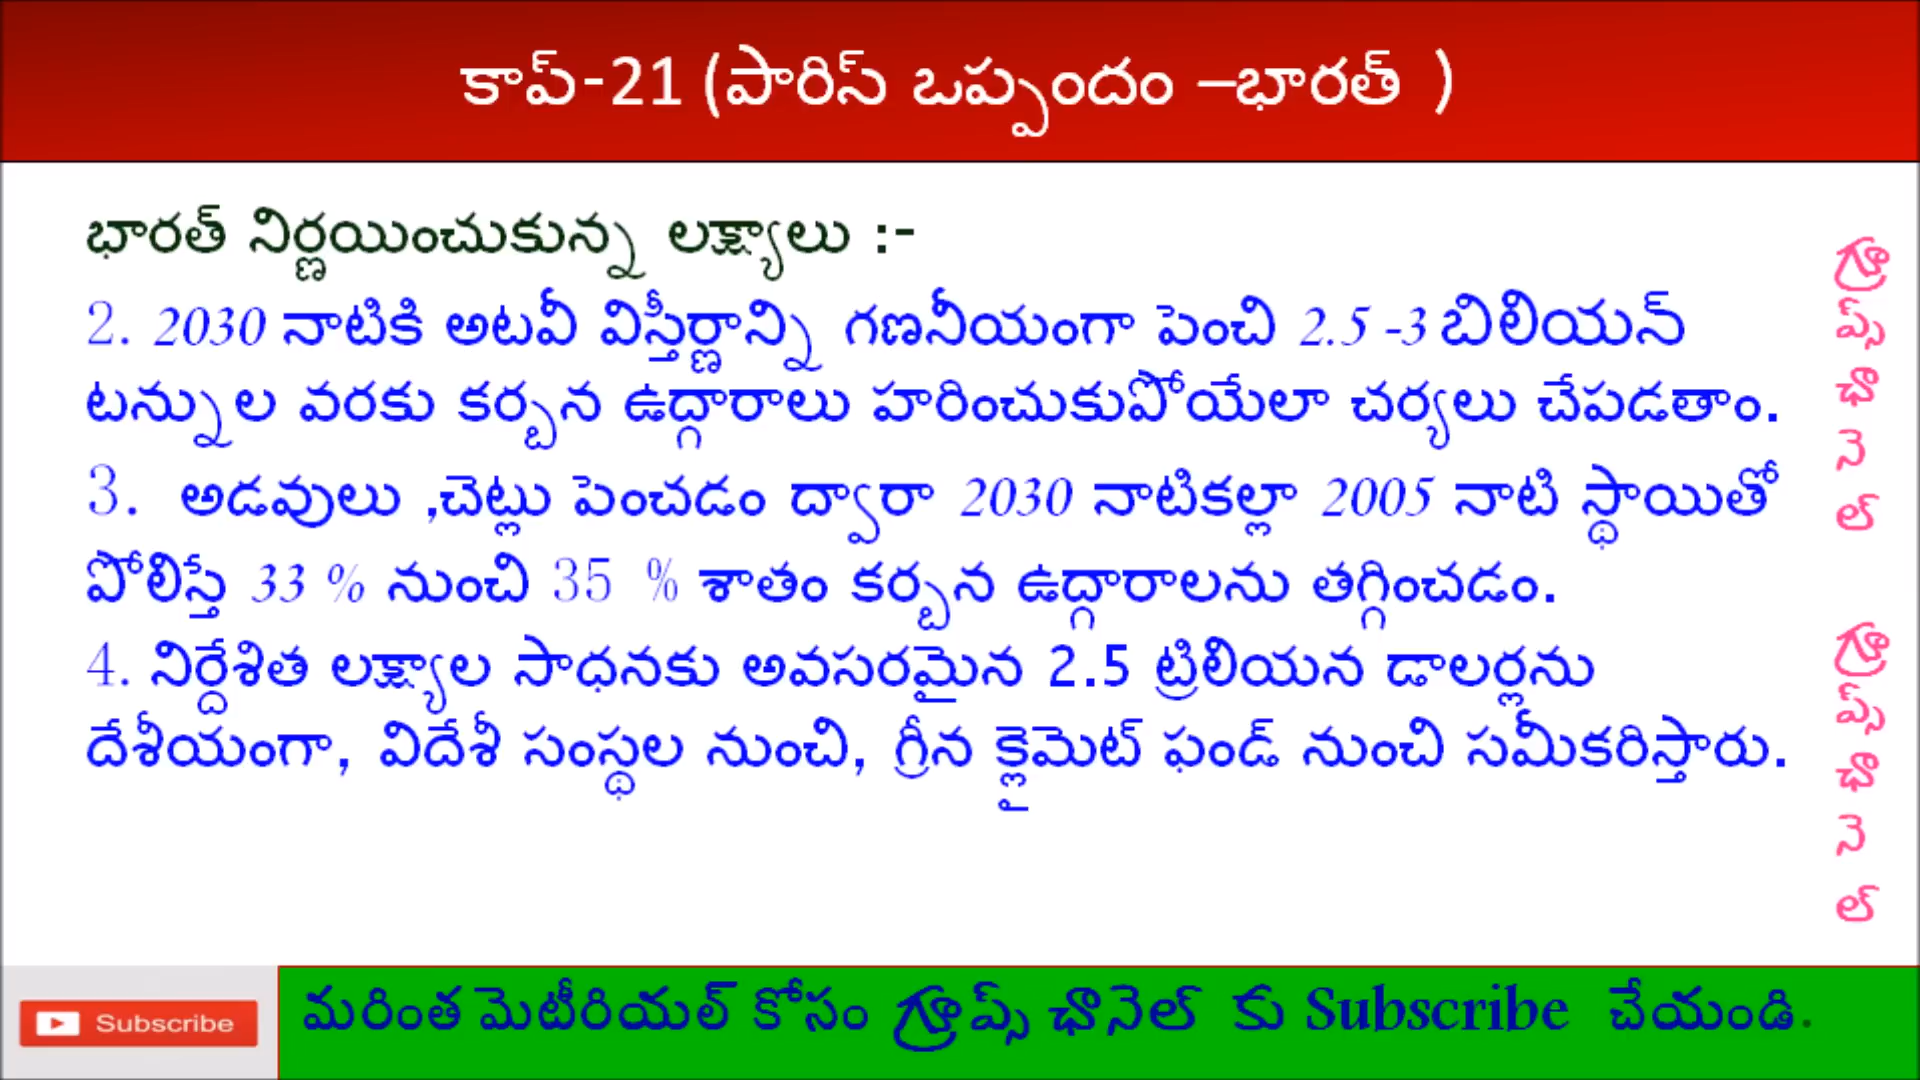 కాప్-21 (పారిస్ ఒప్పందం –భారత్ )
భారత్ నిర్ణయించుకున్న లక్ష్యాలు :-
2. 2030 నాటికి అటవీ విస్తీర్ణాన్ని గణనీయంగా పెంచి 2.5 -3 బిలియన్
టన్నుల వరకు కర్బన ఉద్గారాలు హరించుకుపోయేలా చర్యలు చేపడతాం.
3. అడవులు ,చెట్లు పెంచడం ద్వారా 2030 నాటికల్లా 2005 నాటి స్థాయితో
పోలిస్తే 33 % నుంచి 35 % శాతం కర్బన ఉద్గారాలను తగ్గించడం.
4. నిర్దేశిత లక్ష్యాల సాధనకు అవసరమైన 2.5 ట్రిలియన డాలర్లను
దేశీయంగా, విదేశీ సంస్థల నుంచి, గ్రీన క్లైమెట్ ఫండ్ నుంచి సమీకరిస్తారు.
గ్రూప్స్ ఛానెల్
గ్రూప్స్ ఛానెల్
Subscribe
మరింత మెటీరియల్ కోసం గ్రూప్స్ ఛానెల్ కు Subscribe చేయండి.